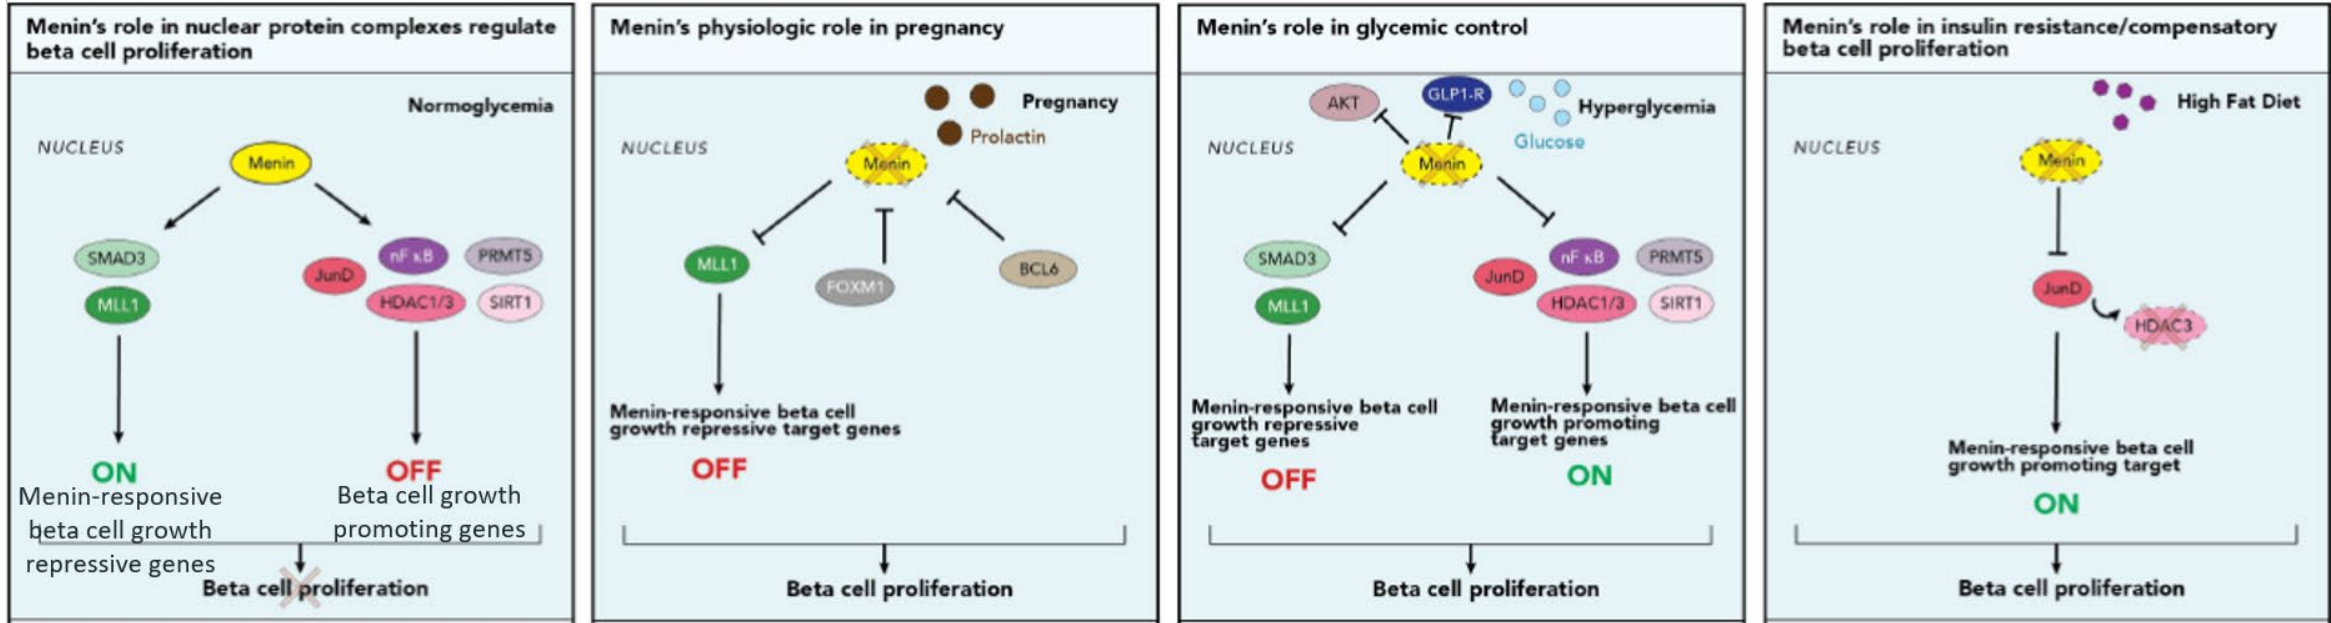 Menin's role in nuclear protein complexes regulate
beta cell proliferation
Normoglycemia
NUCLEUS
Menin
SMAD3
MLL1
JunD
nF κB
PRMT5
HDAC1/3
SIRT1
ON
Menin-responsive
beta cell growth
repressive genes
OFF
Beta cell growth
promoting genes
Beta cell proliferation
Menin's physiologic role in pregnancy
Pregnancy
Prolactin
NUCLEUS
Menin
MLL1
FOXM1
BCL6
Menin-responsive beta cell
growth repressive target genes
OFF
Beta cell proliferation
Menin's role in glycemic control
AKT
GLP1-R
Hyperglycemia
Glucose
NUCLEUS
Menin
SMAD3
MLL1
JunD
nF κB
PRMT5
HDAC1/3
SIRT1
Menin-responsive beta cell
growth repressive
target genes
OFF
Menin-responsive beta cell
growth promoting
target genes
ON
Beta cell proliferation
Menin's role in insulin resistance/compensatory
beta cell proliferation
High Fat Diet
NUCLEUS
Menin
JunD
HDAC3
Menin-responsive beta cell
growth promoting target
ON
Beta cell proliferation